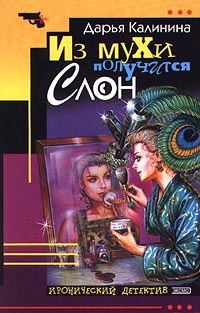 Дарья Калинина
Из мухи
получится
Слон
ИРОНИЧЕСКИЙ ДЕТЕКТИВ
ЭКСМО